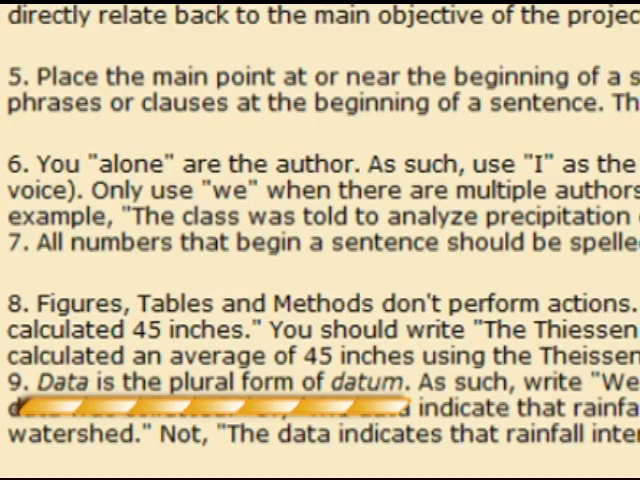 directly relate back to the main objective of the projec
5. Place the main point at or near the beginning of a s
phrases or clauses at the beginning of a sentence. Th
6. You "alone" are the author. As such, use "I" as the
voice). Only use "we" when there are multiple authors
example, "The class was told to analyze precipitation
7. All numbers that begin a sentence should be spelle
8. Figures, Tables and Methods don't perform actions.
calculated 45 inches." You should write "The Thiessen
calculated an average of 45 inches using the Theissen
9. Data is the plural form of datum. As such, write "We
indicate that rainfa
watershed." Not, "The data indicates that rainfall inte